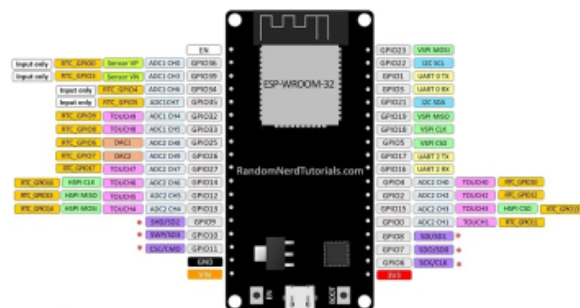 EN
GPIO23 VSPI MOSI
Input only RTC_GPIO0 Sensor VP ADC1 CH0 GPIO36
GPIO22 I2C SCL
Input only RTC_GPIO3 Sensor VN ADC1 CH3 GPIO39
GPIO1 UART 0 TX
Input only RTC_GPIO4 ADC1 CH6 GPIO34
GPIO3 UART 0 RX
Input only RTC_GPIO5 ADC1CH7 GPIO35
GPIO21 I2C SDA
RTC_GPIO9 TOUCH9 ADC1 CH4 GPIO32
GPIO19 VSPI MISO
RTC_GPIO8 TOUCH8 ADC1 CH5 GPIO33
GPIO18 VSPI CLK
RTC_GPIO6 DAC1 ADC2 CH8 GPIO25
GPIO5 VSPI CS0
RTC_GPIO7 DAC2 ADC2 CH9 GPIO26
GPIO17 UART 2 TX
RTC_GPIO17 TOUCH7 ADC2 CH7 GPIO27
GPIO16 UART 2 RX
RTC_GPIO16 HSPI CLK TOUCH6 ADC2 CH6 GPIO14
GPIO4 ADC2 CH0 TOUCH0 RTC_GPIO10
RTC_GPIO15 HSPI MISO TOUCH5 ADC2 CH5 GPIO12
GPIO2 ADC2 CH2 TOUCH2 RTC_GPIO12
RTC_GPIO14 HSPI MOSI TOUCH4 ADC2 CH4 GPIO13
GPIO15 ADC2 CH3 TOUCH3 HSPI CS0 RTC_GPIO13
* SHD/SD2 GPIO9
GPIO0 ADC2 CH1 TOUCH1 RTC_GPIO11
* SWP/SD3 GPIO10
GPIO8 SDI/SD1 *
* CSC/CMD GPIO11
GPIO7 SDO/SD0 *
GND
GPIO6 SCK/CLK *
VIN
3V3
ESP-WROOM-32
RandomNerdTutorials.com
EN
BOOT